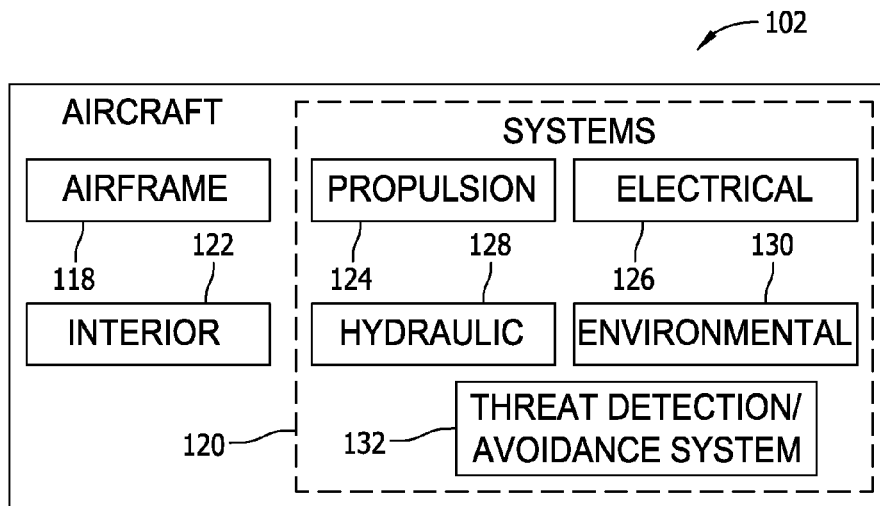 102
AIRCRAFT
SYSTEMS
AIRFRAME
PROPULSION
ELECTRICAL
118
122
124
128
126
130
INTERIOR
HYDRAULIC
ENVIRONMENTAL
120
132
THREAT DETECTION/
AVOIDANCE SYSTEM